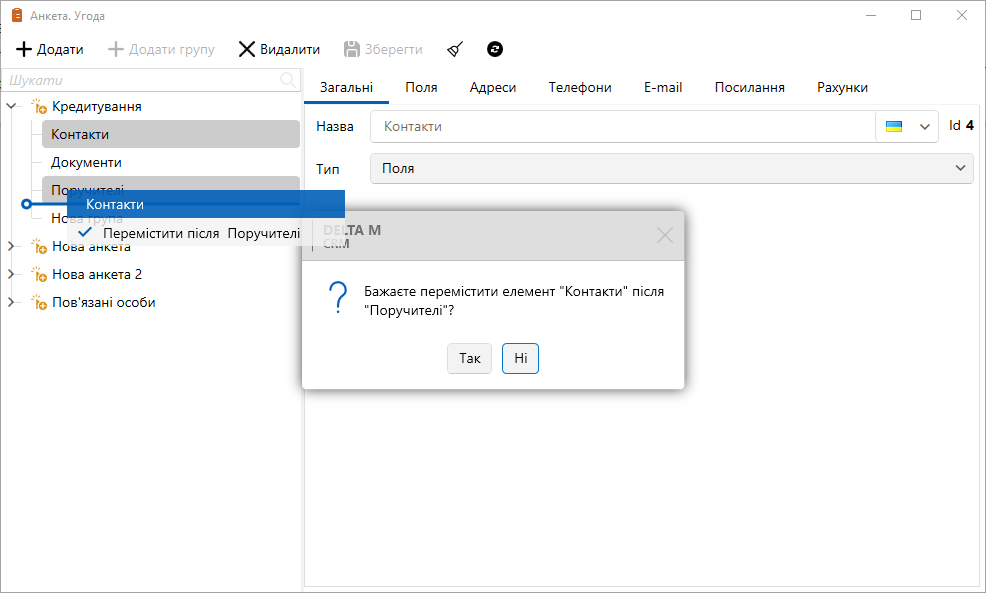 Анкета. Угода
Додати
Додати групу
Видалити
Зберегти
Шукати
Кредитування
Контакти
Документи
Поручителі
Контакти
Нова група
Перемістити після Поручителі
Нова анкета
Нова анкета 2
Пов'язані особи
Загальні
Поля
Адреси
Телефони
E-mail
Посилання
Рахунки
Назва
Контакти
Id 4
Тип
Поля
DELTA M
CRM
Бажаєте перемістити елемент "Контакти" після
"Поручителі"?
Так
Ні